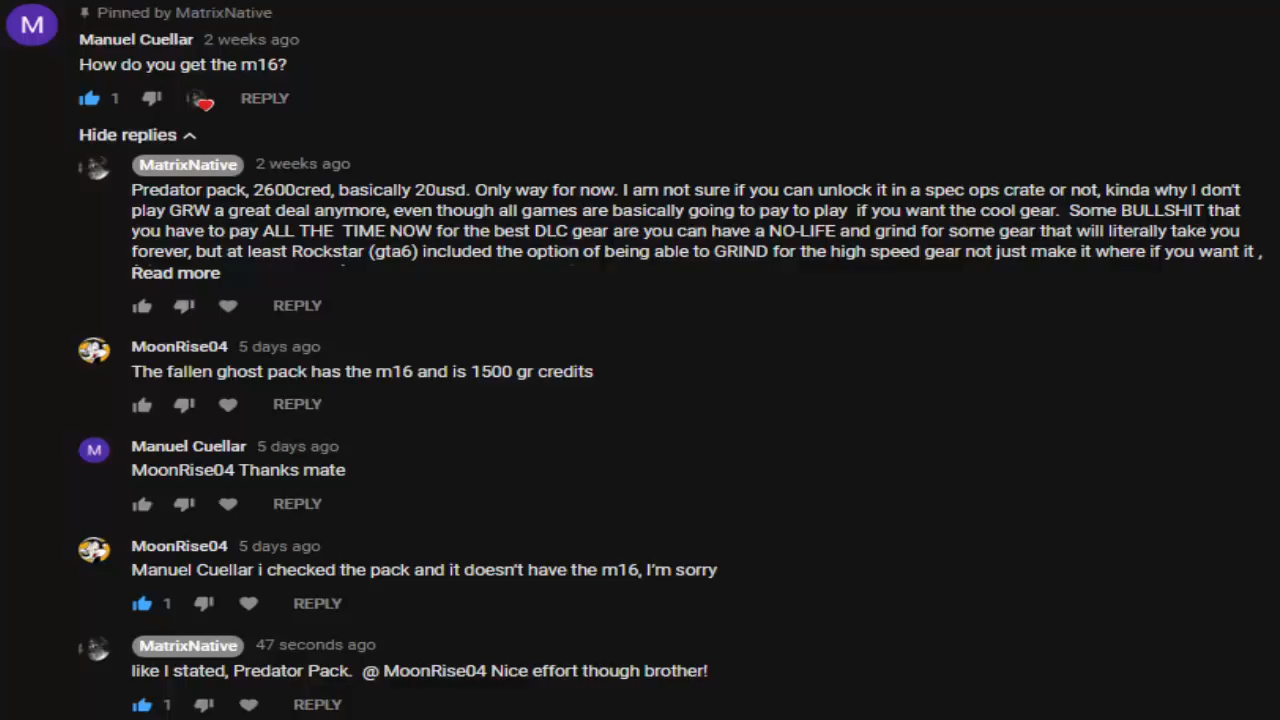 M
Pinned by MatrixNative
Manuel Cuellar 2 weeks ago
How do you get the m16?
1 REPLY
Hide replies
MatrixNative 2 weeks ago
Predator pack, 2600cred, basically 20usd. Only way for now. I am not sure if you can unlock it in a spec ops crate or not, kinda why I don't
play GRW a great deal anymore, even though all games are basically going to pay to play if you want the cool gear. Some BULLSHIT that
you have to pay ALL THE TIME NOW for the best DLC gear are you can have a NO-LIFE and grind for some gear that will literally take you
forever, but at least Rockstar (gta6) included the option of being able to GRIND for the high speed gear not just make it where if you want it ,
Read more
REPLY
MoonRise04 5 days ago
The fallen ghost pack has the m16 and is 1500 gr credits
REPLY
M
Manuel Cuellar 5 days ago
MoonRise04 Thanks mate
REPLY
MoonRise04 5 days ago
Manuel Cuellar i checked the pack and it doesn't have the m16, I'm sorry
1 REPLY
MatrixNative 47 seconds ago
like I stated, Predator Pack. @ MoonRise04 Nice effort though brother!
1 REPLY